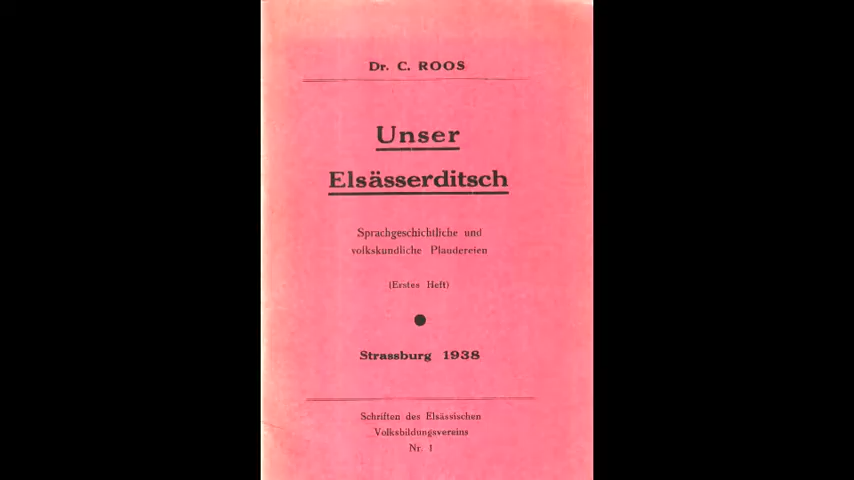 Dr. C. ROOS
Unser
Elsässerditsch
Sprachgeschichtliche und
volkskundliche Plaudereien
(Erstes Heft)
Strassburg 1938
Schriften des Elsässischen
Volksbildungsvereins
Nr. 1